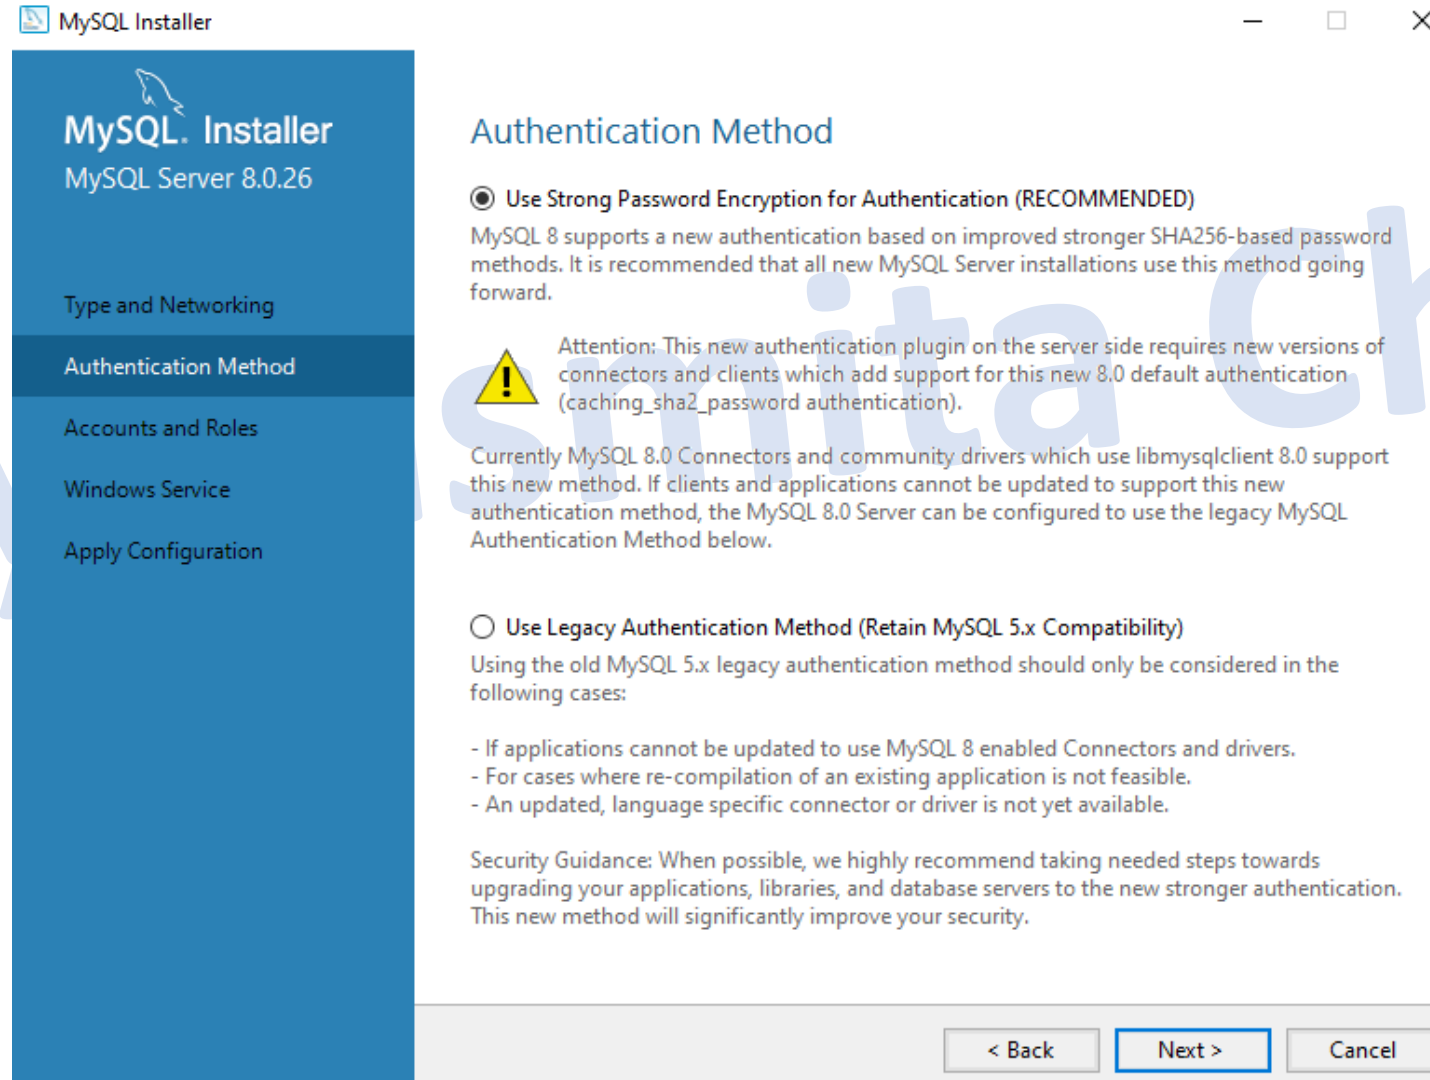 MySQL Installer
MySQL. Installer
MySQL Server 8.0.26
Type and Networking
Authentication Method
Accounts and Roles
Windows Service
Apply Configuration
Authentication Method
Use Strong Password Encryption for Authentication (RECOMMENDED)
MySQL 8 supports a new authentication based on improved stronger SHA256-based password
methods. It is recommended that all new MySQL Server installations use this method going
forward.
Attention: This new authentication plugin on the server side requires new versions of
connectors and clients which add support for this new 8.0 default authentication
(caching_sha2_password authentication).
Currently MySQL 8.0 Connectors and community drivers which use libmysqlclient 8.0 support
this new method. If clients and applications cannot be updated to support this new
authentication method, the MySQL 8.0 Server can be configured to use the legacy MySQL
Authentication Method below.
Use Legacy Authentication Method (Retain MySQL 5.x Compatibility)
Using the old MySQL 5.x legacy authentication method should only be considered in the
following cases:
- If applications cannot be updated to use MySQL 8 enabled Connectors and drivers.
- For cases where re-compilation of an existing application is not feasible.
- An updated, language specific connector or driver is not yet available.
Security Guidance: When possible, we highly recommend taking needed steps towards
upgrading your applications, libraries, and database servers to the new stronger authentication.
This new method will significantly improve your security.
< Back
Next >
Cancel